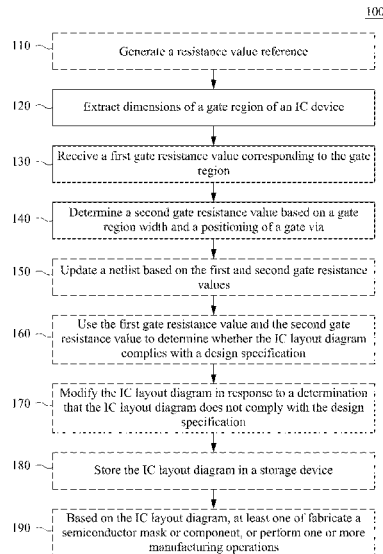 100
110
Generate a resistance value reference
120
Extract dimensions of a gate region of an IC device
130
Receive a first gate resistance value corresponding to the gate
region
140
Determine a second gate resistance value based on a gate
region width and a positioning of a gate via
150
Update a netlist based on the first and second gate resistance
values
160
Use the first gate resistance value and the second gate
resistance value to determine whether the IC layout diagram
complies with a design specification
170
Modify the IC layout diagram in response to a determination
that the IC layout diagram does not comply with the design
specification
180
Store the IC layout diagram in a storage device
190
Based on the IC layout diagram, at least one of fabricate a
semiconductor mask or component, or perform one or more
manufacturing operations